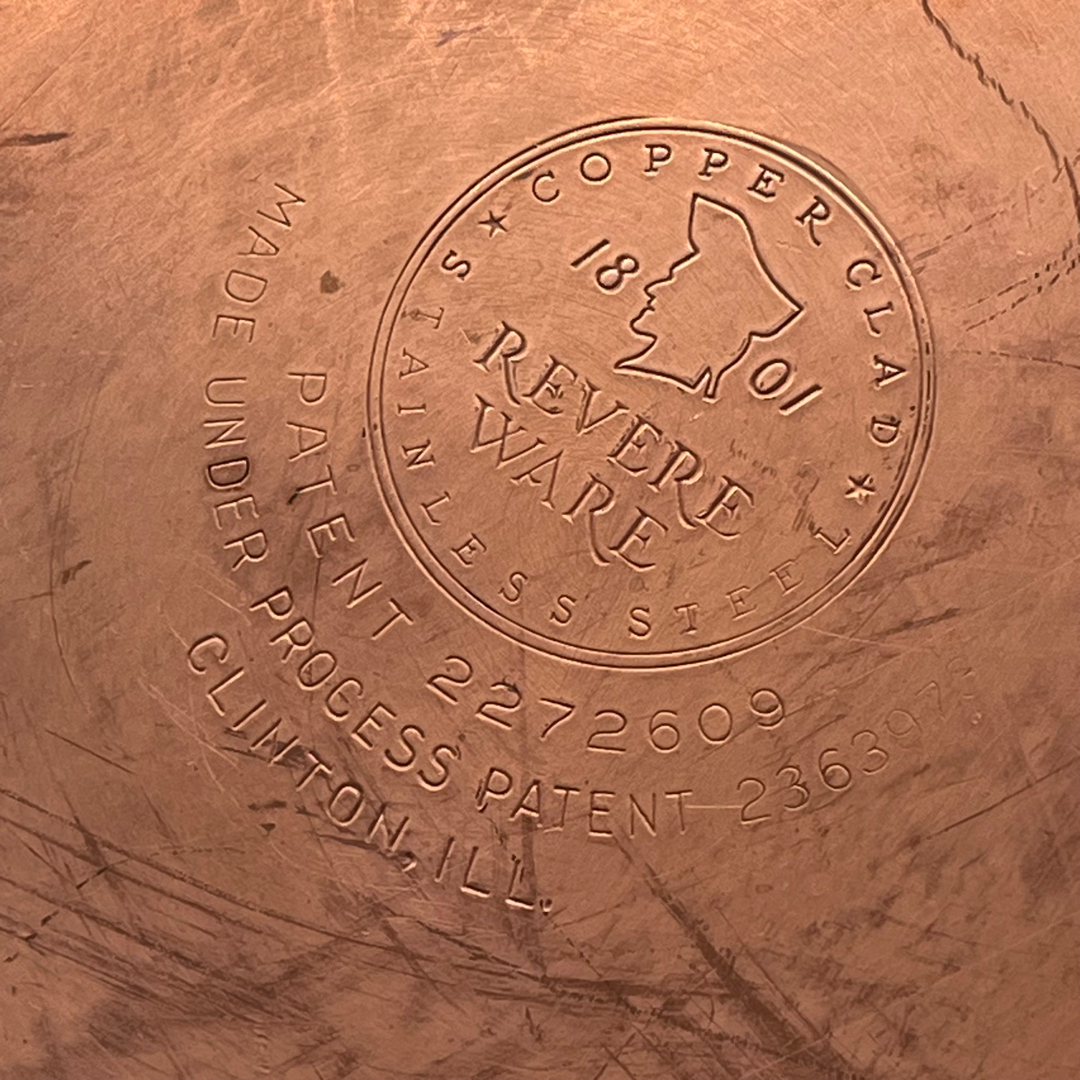 COPPER CLAD ★ STAINLESS STEEL ★
18 01
REVERE
WARE
PATENT 2272609
MADE UNDER PROCESS PATENT 2363973
CLINTON, ILL.